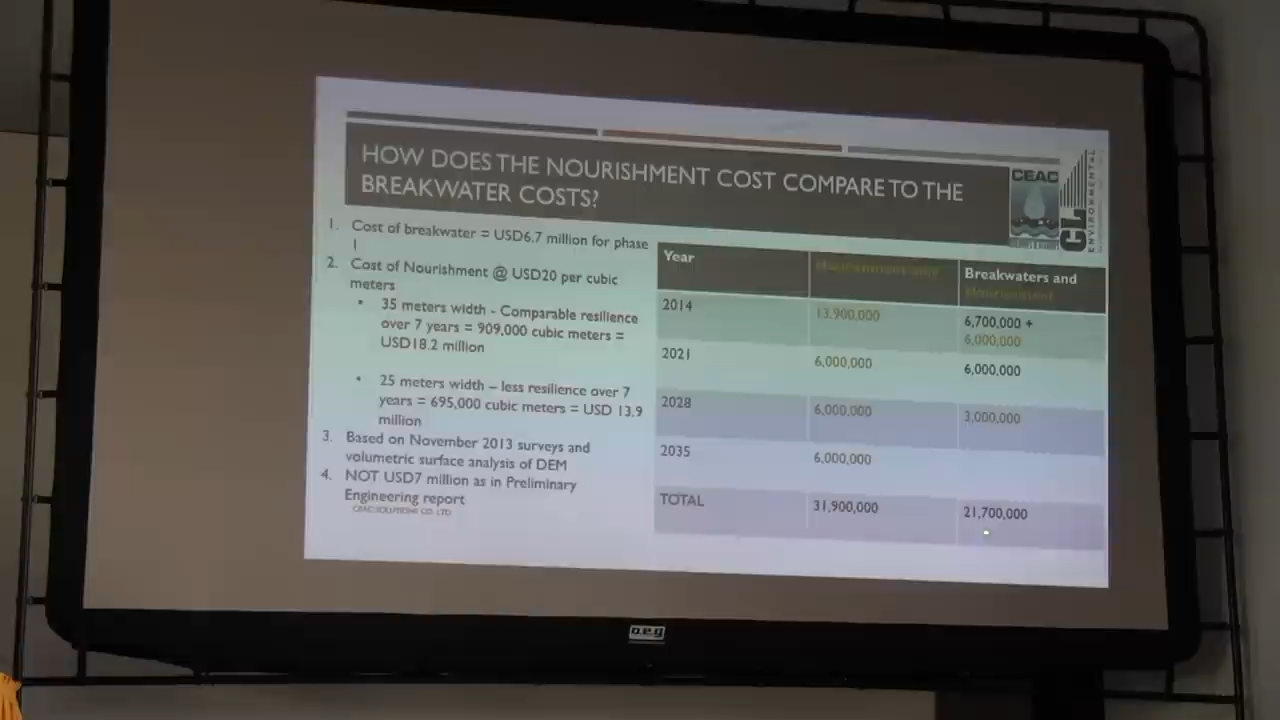 HOW DOES THE NOURISHMENT COST COMPARE TO THE
BREAKWATER COSTS?
CEAC
CL
ENVIRONMENTAL
1. Cost of breakwater = USD6.7 million for phase
1
2. Cost of Nourishment @ USD20 per cubic
meters
• 35 meters width - Comparable resilience
over 7 years = 909,000 cubic meters =
USD18.2 million
• 25 meters width – less resilience over 7
years = 695,000 cubic meters = USD 13.9
million
3. Based on November 2013 surveys and
volumetric surface analysis of DEM
4. NOT USD7 million as in Preliminary
Engineering report
CEAC SOLUTIONS CO. LTD
Year Breakwaters and
Nourishment
2014 13,900,000 6,700,000 +
6,000,000
2021 6,000,000 6,000,000
2028 6,000,000 3,000,000
2035 6,000,000
TOTAL 31,900,000 21,700,000